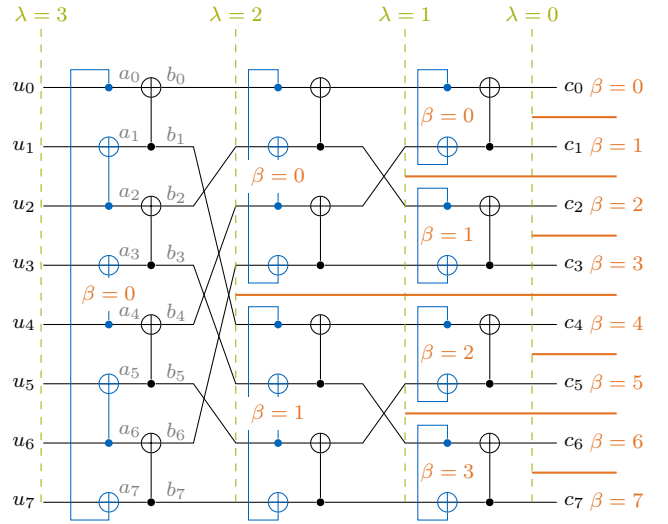 λ = 3 λ = 2 λ = 1 λ = 0
u₀ a₀ b₀ c₀ β = 0
β = 0
u₁ a₁ b₁ c₁ β = 1
β = 0
u₂ a₂ b₂ c₂ β = 2
β = 1
u₃ a₃ b₃ c₃ β = 3
β = 0
u₄ a₄ b₄ c₄ β = 4
β = 2
u₅ a₅ b₅ c₅ β = 5
β = 1
u₆ a₆ b₆ c₆ β = 6
β = 3
u₇ a₇ b₇ c₇ β = 7